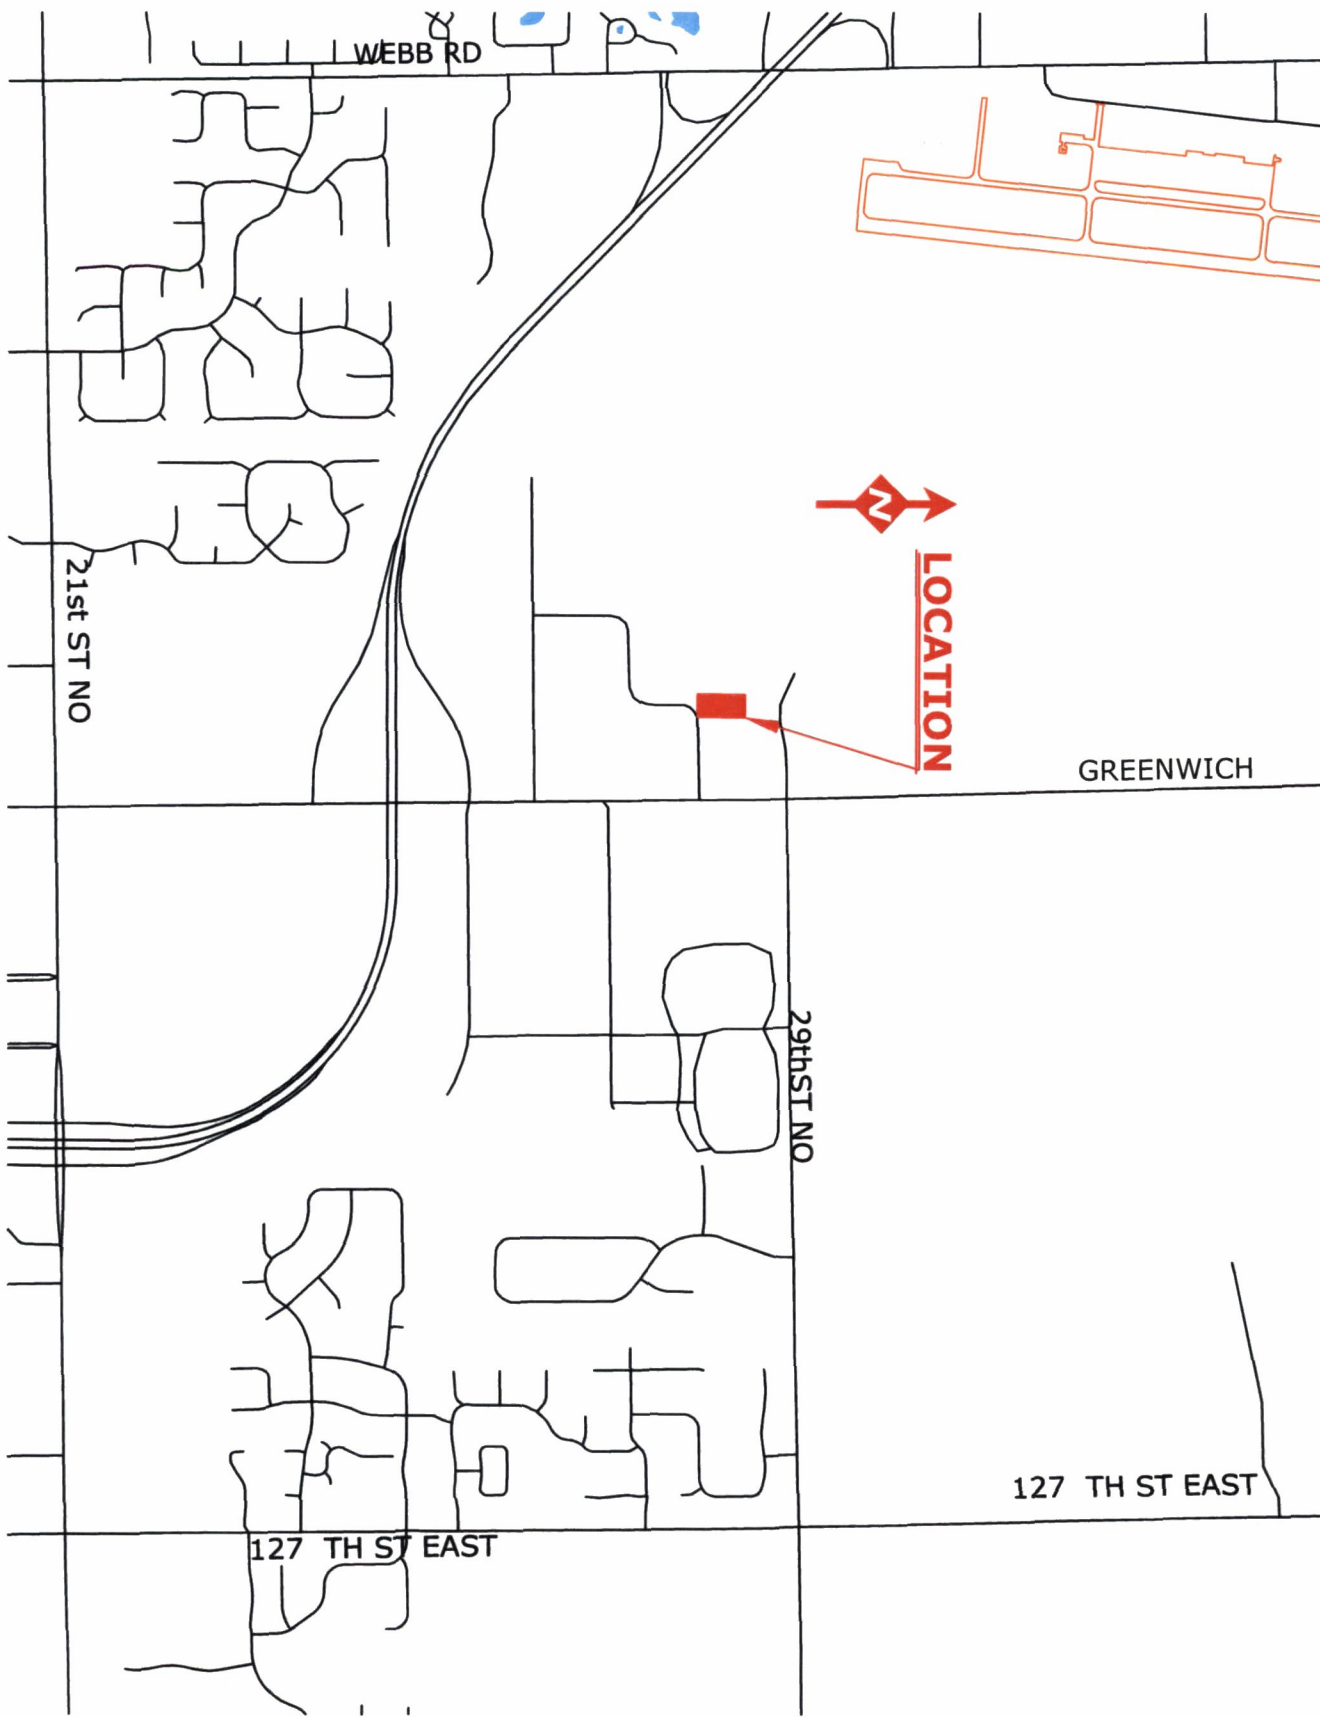 WEBB RD
N
LOCATION
21st ST NO
GREENWICH
29thST NO
127 TH ST EAST
127 TH ST EAST